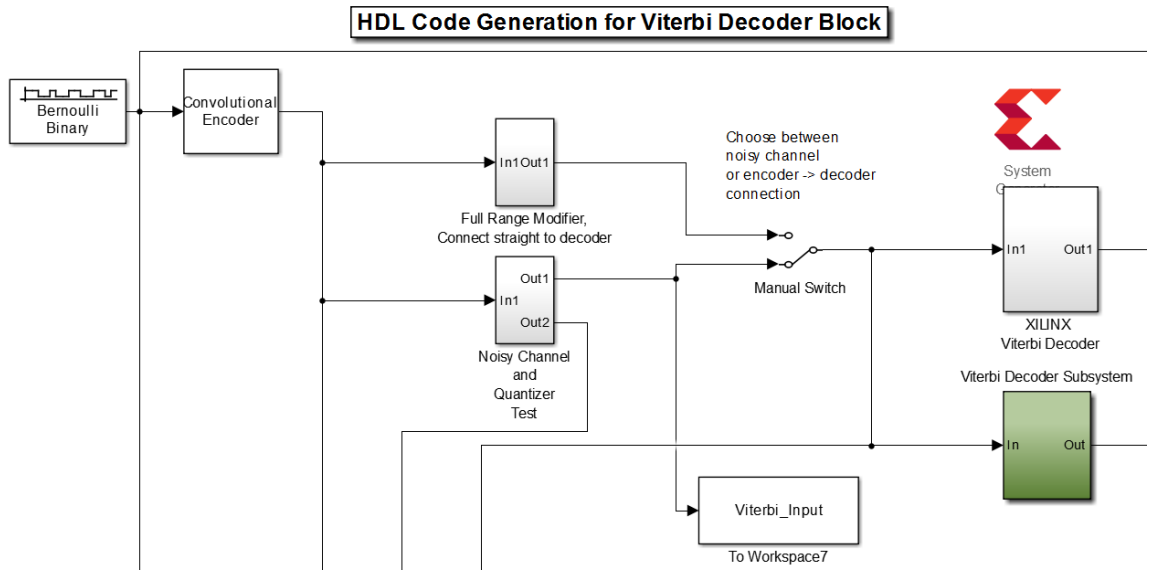 HDL Code Generation for Viterbi Decoder Block
Bernoulli
Binary
Convolutional
Encoder
In1 Out1
Full Range Modifier,
Connect straight to decoder
Choose between
noisy channel
or encoder -> decoder
connection
Manual Switch
System
In1 Out1
XILINX
Viterbi Decoder
Out1
In1
Out2
Noisy Channel
and
Quantizer
Test
Viterbi Decoder Subsystem
In Out
Viterbi_Input
To Workspace7